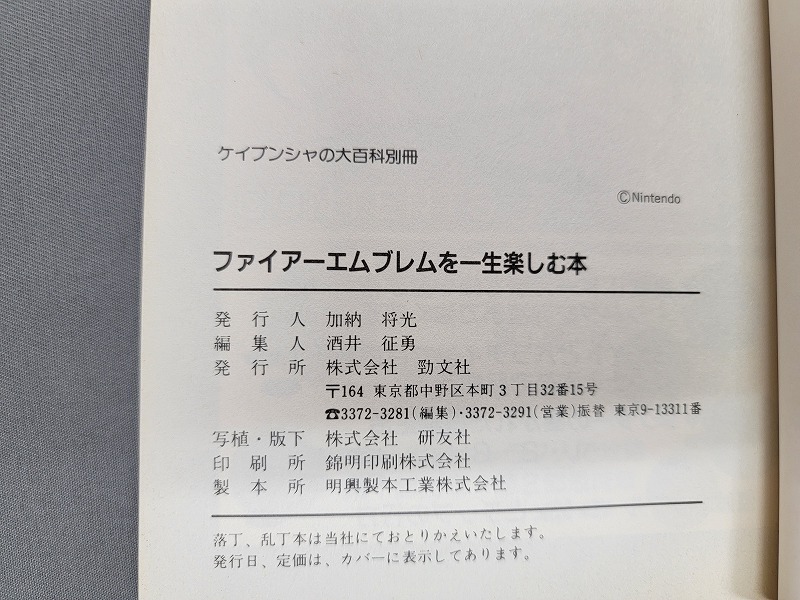 ケイブンシャの大百科別冊
©Nintendo
ファイアーエムブレムを一生楽しむ本
発行人 加納 将光
編集人 酒井 征勇
発行所 株式会社 勁文社
〒164 東京都中野区本町3丁目32番15号
☎3372-3281(編集)・3372-3291(営業)振替 東京9-13311番
写植・版下 株式会社 研友社
印刷所 錦明印刷株式会社
製本所 明興製本工業株式会社
落丁、乱丁本は当社にておとりかえいたします。
発行日、定価は、カバーに表示してあります。